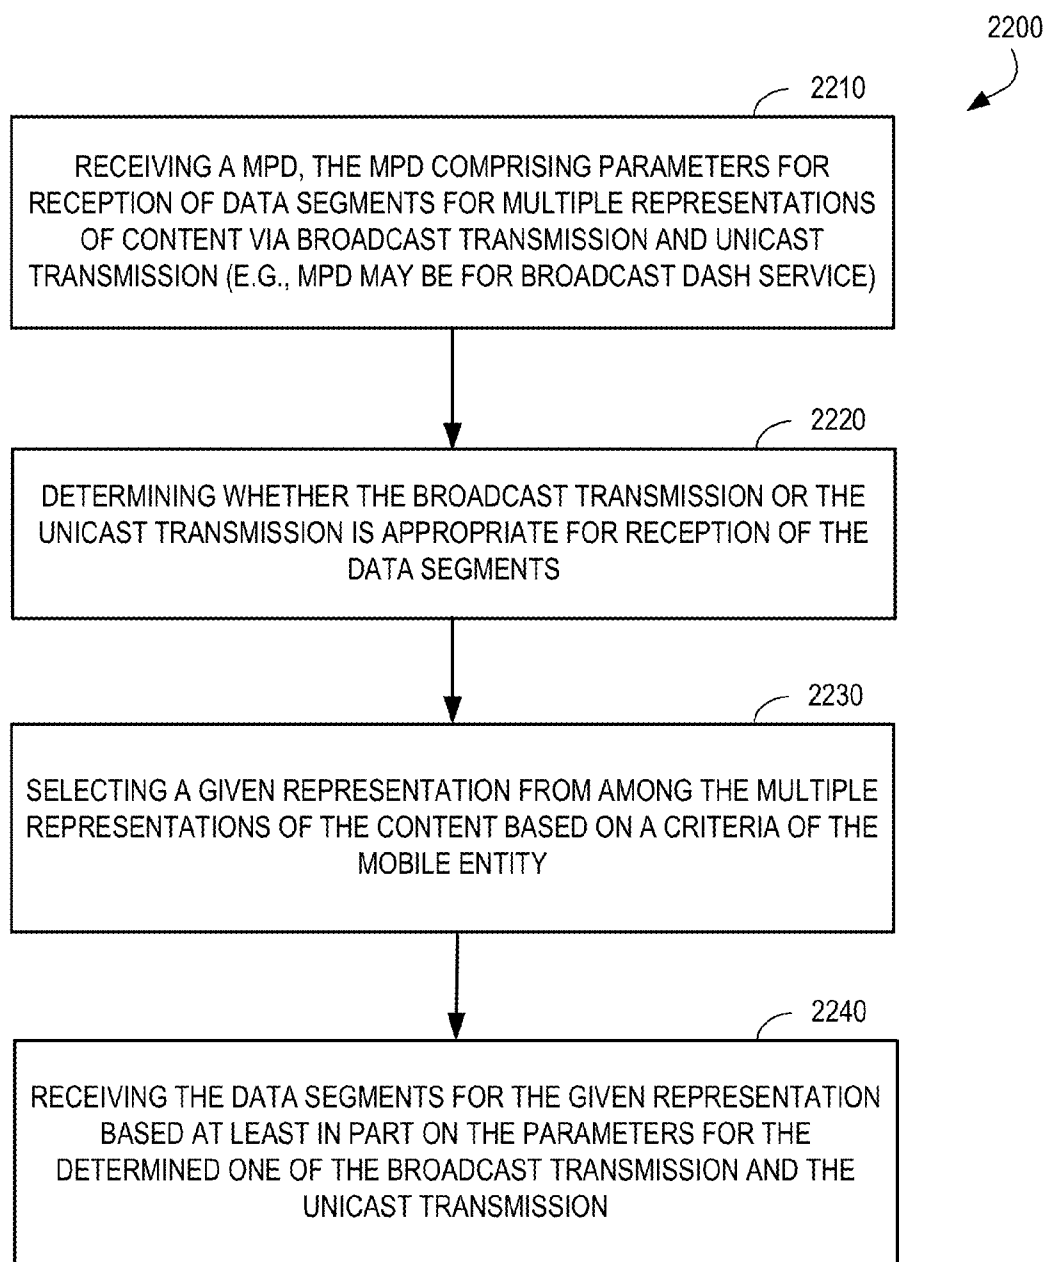 2200
2210
RECEIVING A MPD, THE MPD COMPRISING PARAMETERS FOR
RECEPTION OF DATA SEGMENTS FOR MULTIPLE REPRESENTATIONS
OF CONTENT VIA BROADCAST TRANSMISSION AND UNICAST
TRANSMISSION (E.G., MPD MAY BE FOR BROADCAST DASH SERVICE)
2220
DETERMINING WHETHER THE BROADCAST TRANSMISSION OR THE
UNICAST TRANSMISSION IS APPROPRIATE FOR RECEPTION OF THE
DATA SEGMENTS
2230
SELECTING A GIVEN REPRESENTATION FROM AMONG THE MULTIPLE
REPRESENTATIONS OF THE CONTENT BASED ON A CRITERIA OF THE
MOBILE ENTITY
2240
RECEIVING THE DATA SEGMENTS FOR THE GIVEN REPRESENTATION
BASED AT LEAST IN PART ON THE PARAMETERS FOR THE
DETERMINED ONE OF THE BROADCAST TRANSMISSION AND THE
UNICAST TRANSMISSION